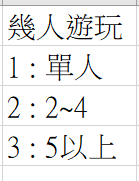 幾人遊玩
1 : 單人
2 : 2~4
3 : 5以上